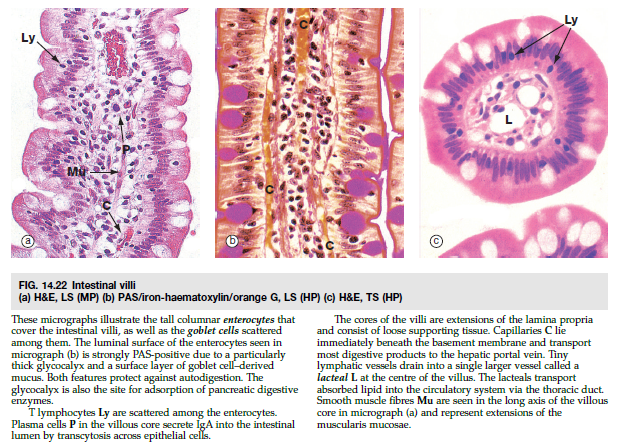 Ly
P
Mu
C
a
C
C
C
b
Ly
L
c
FIG. 14.22 Intestinal villi
(a) H&E, LS (MP) (b) PAS/iron-haematoxylin/orange G, LS (HP) (c) H&E, TS (HP)
These micrographs illustrate the tall columnar enterocytes that
cover the intestinal villi, as well as the goblet cells scattered
among them. The luminal surface of the enterocytes seen in
micrograph (b) is strongly PAS-positive due to a particularly
thick glycocalyx and a surface layer of goblet cell–derived
mucus. Both features protect against autodigestion. The
glycocalyx is also the site for adsorption of pancreatic digestive
enzymes.
T lymphocytes Ly are scattered among the enterocytes.
Plasma cells P in the villous core secrete IgA into the intestinal
lumen by transcytosis across epithelial cells.
The cores of the villi are extensions of the lamina propria
and consist of loose supporting tissue. Capillaries C lie
immediately beneath the basement membrane and transport
most digestive products to the hepatic portal vein. Tiny
lymphatic vessels drain into a single larger vessel called a
lacteal L at the centre of the villus. The lacteals transport
absorbed lipid into the circulatory system via the thoracic duct.
Smooth muscle fibres Mu are seen in the long axis of the villous
core in micrograph (a) and represent extensions of the
muscularis mucosae.